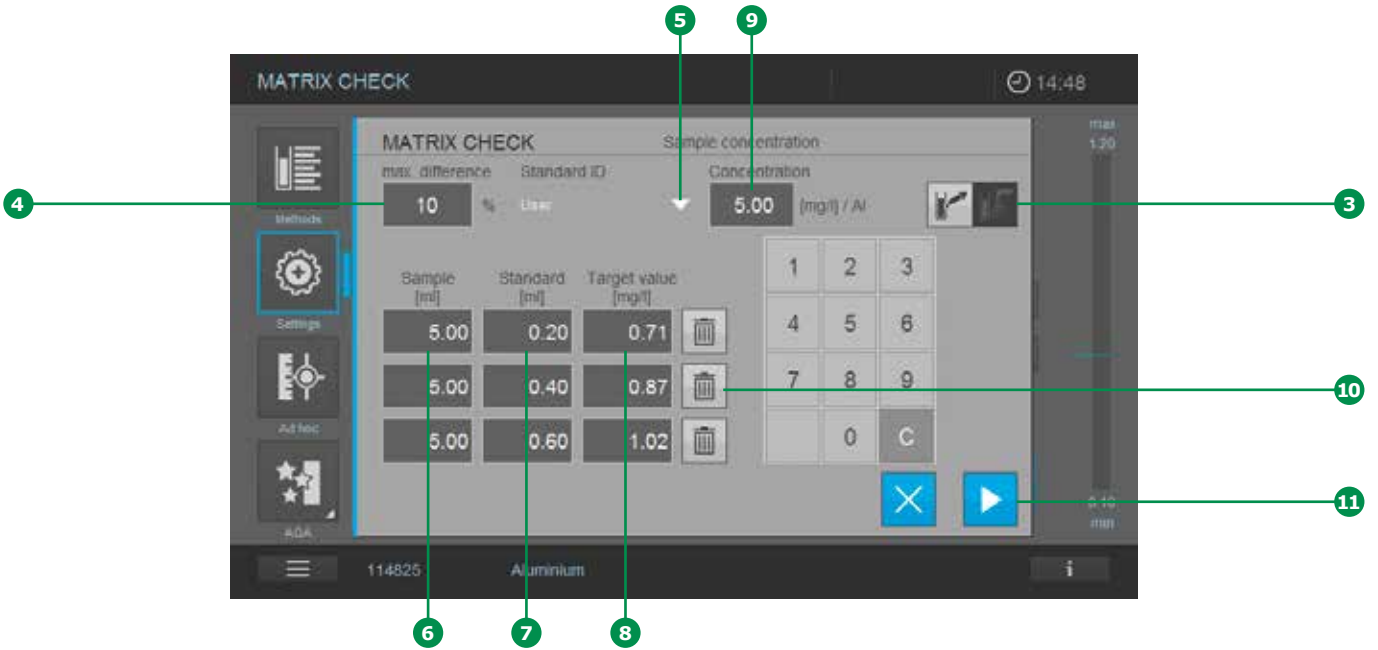 5 9
MATRIX CHECK 14:48
MATRIX CHECK Sample concentration max
1.20
max. difference Standard ID Concentration
4 10 % User 5.00 [mg/l] / Al 3
Methods
1 2 3
Sample Standard Target value
[ml] [ml] [mg/l]
Settings
5.00 0.20 0.71 4 5 6
5.00 0.40 0.87 7 8 9 10
Ad hoc
5.00 0.60 1.02 0 C
0.10 11
AQA min
114825 Aluminium i
6 7 8